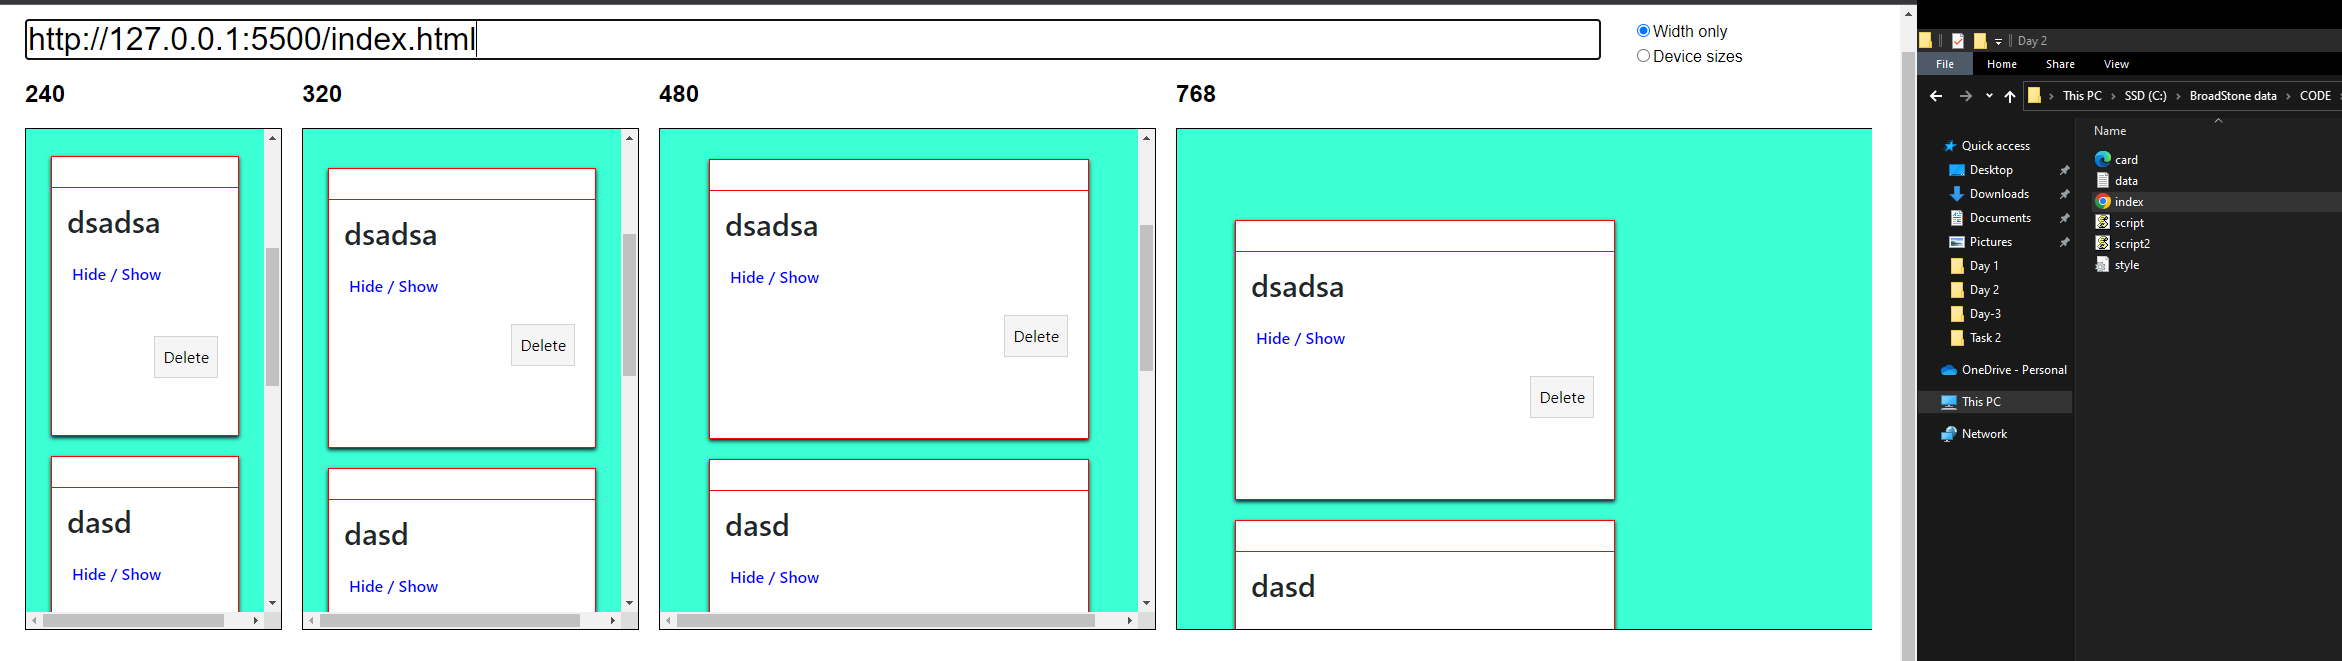 http://127.0.0.1:5500/index.html
Width only
Device sizes
240
320
480
768
dsadsa
Hide / Show
Delete
dasd
Hide / Show
dsadsa
Hide / Show
Delete
dasd
Hide / Show
dsadsa
Hide / Show
Delete
dasd
Hide / Show
dsadsa
Hide / Show
Delete
dasd
Day 2
File Home Share View
This PC SSD (C:) BroadStone data CODE
Quick access
Desktop
Downloads
Documents
Pictures
Day 1
Day 2
Day-3
Task 2
OneDrive - Personal
This PC
Network
Name
card
data
index
script
script2
style